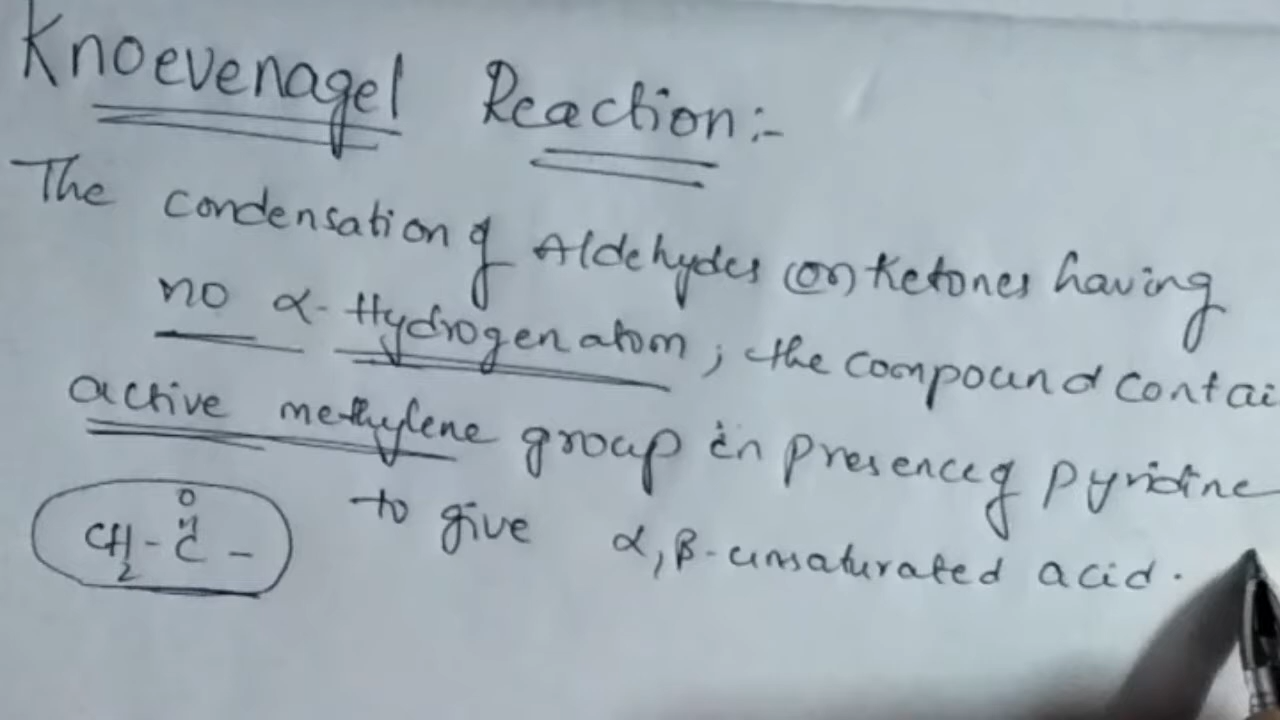 Knoevenagel Reaction:-
The condensation of Aldehydes (or) Ketones having
no α-Hydrogen atom, the compound contai
active methylene group in presence of pyridine
to give α,β-unsaturated acid.
O
CH2-C-